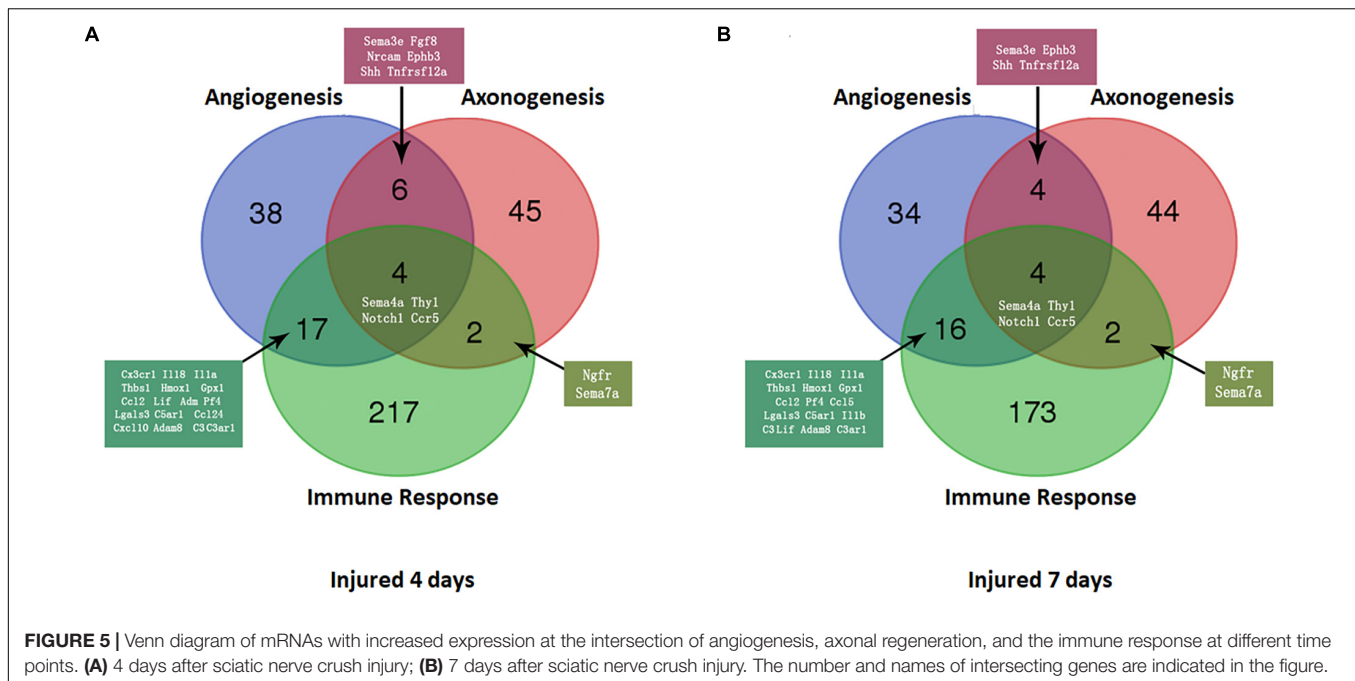 A
Sema3e Fgf8
Nrcam Ephb3
Shh Tnfrsf12a
Angiogenesis
Axonogenesis
38
6
45
4
Sema4a Thy1
Notch1 Ccr5
17
2
Cx3cr1 Il18 Il1a
Thbs1 Hmox1 Gpx1
Ccl2 Lif Adm Pf4
Lgals3 C5ar1 Ccl24
Cxcl10 Adam8 C3C3ar1
Ngfr
Sema7a
217
Immune Response
Injured 4 days
B
Sema3e Ephb3
Shh Tnfrsf12a
Angiogenesis
Axonogenesis
34
4
44
4
Sema4a Thy1
Notch1 Ccr5
16
2
Cx3cr1 Il18 Il1a
Thbs1 Hmox1 Gpx1
Ccl2 Pf4 Ccl5
Lgals3 C5ar1 Il1b
C3Lif Adam8 C3ar1
Ngfr
Sema7a
173
Immune Response
Injured 7 days
FIGURE 5 | Venn diagram of mRNAs with increased expression at the intersection of angiogenesis, axonal regeneration, and the immune response at different time
points. (A) 4 days after sciatic nerve crush injury; (B) 7 days after sciatic nerve crush injury. The number and names of intersecting genes are indicated in the figure.